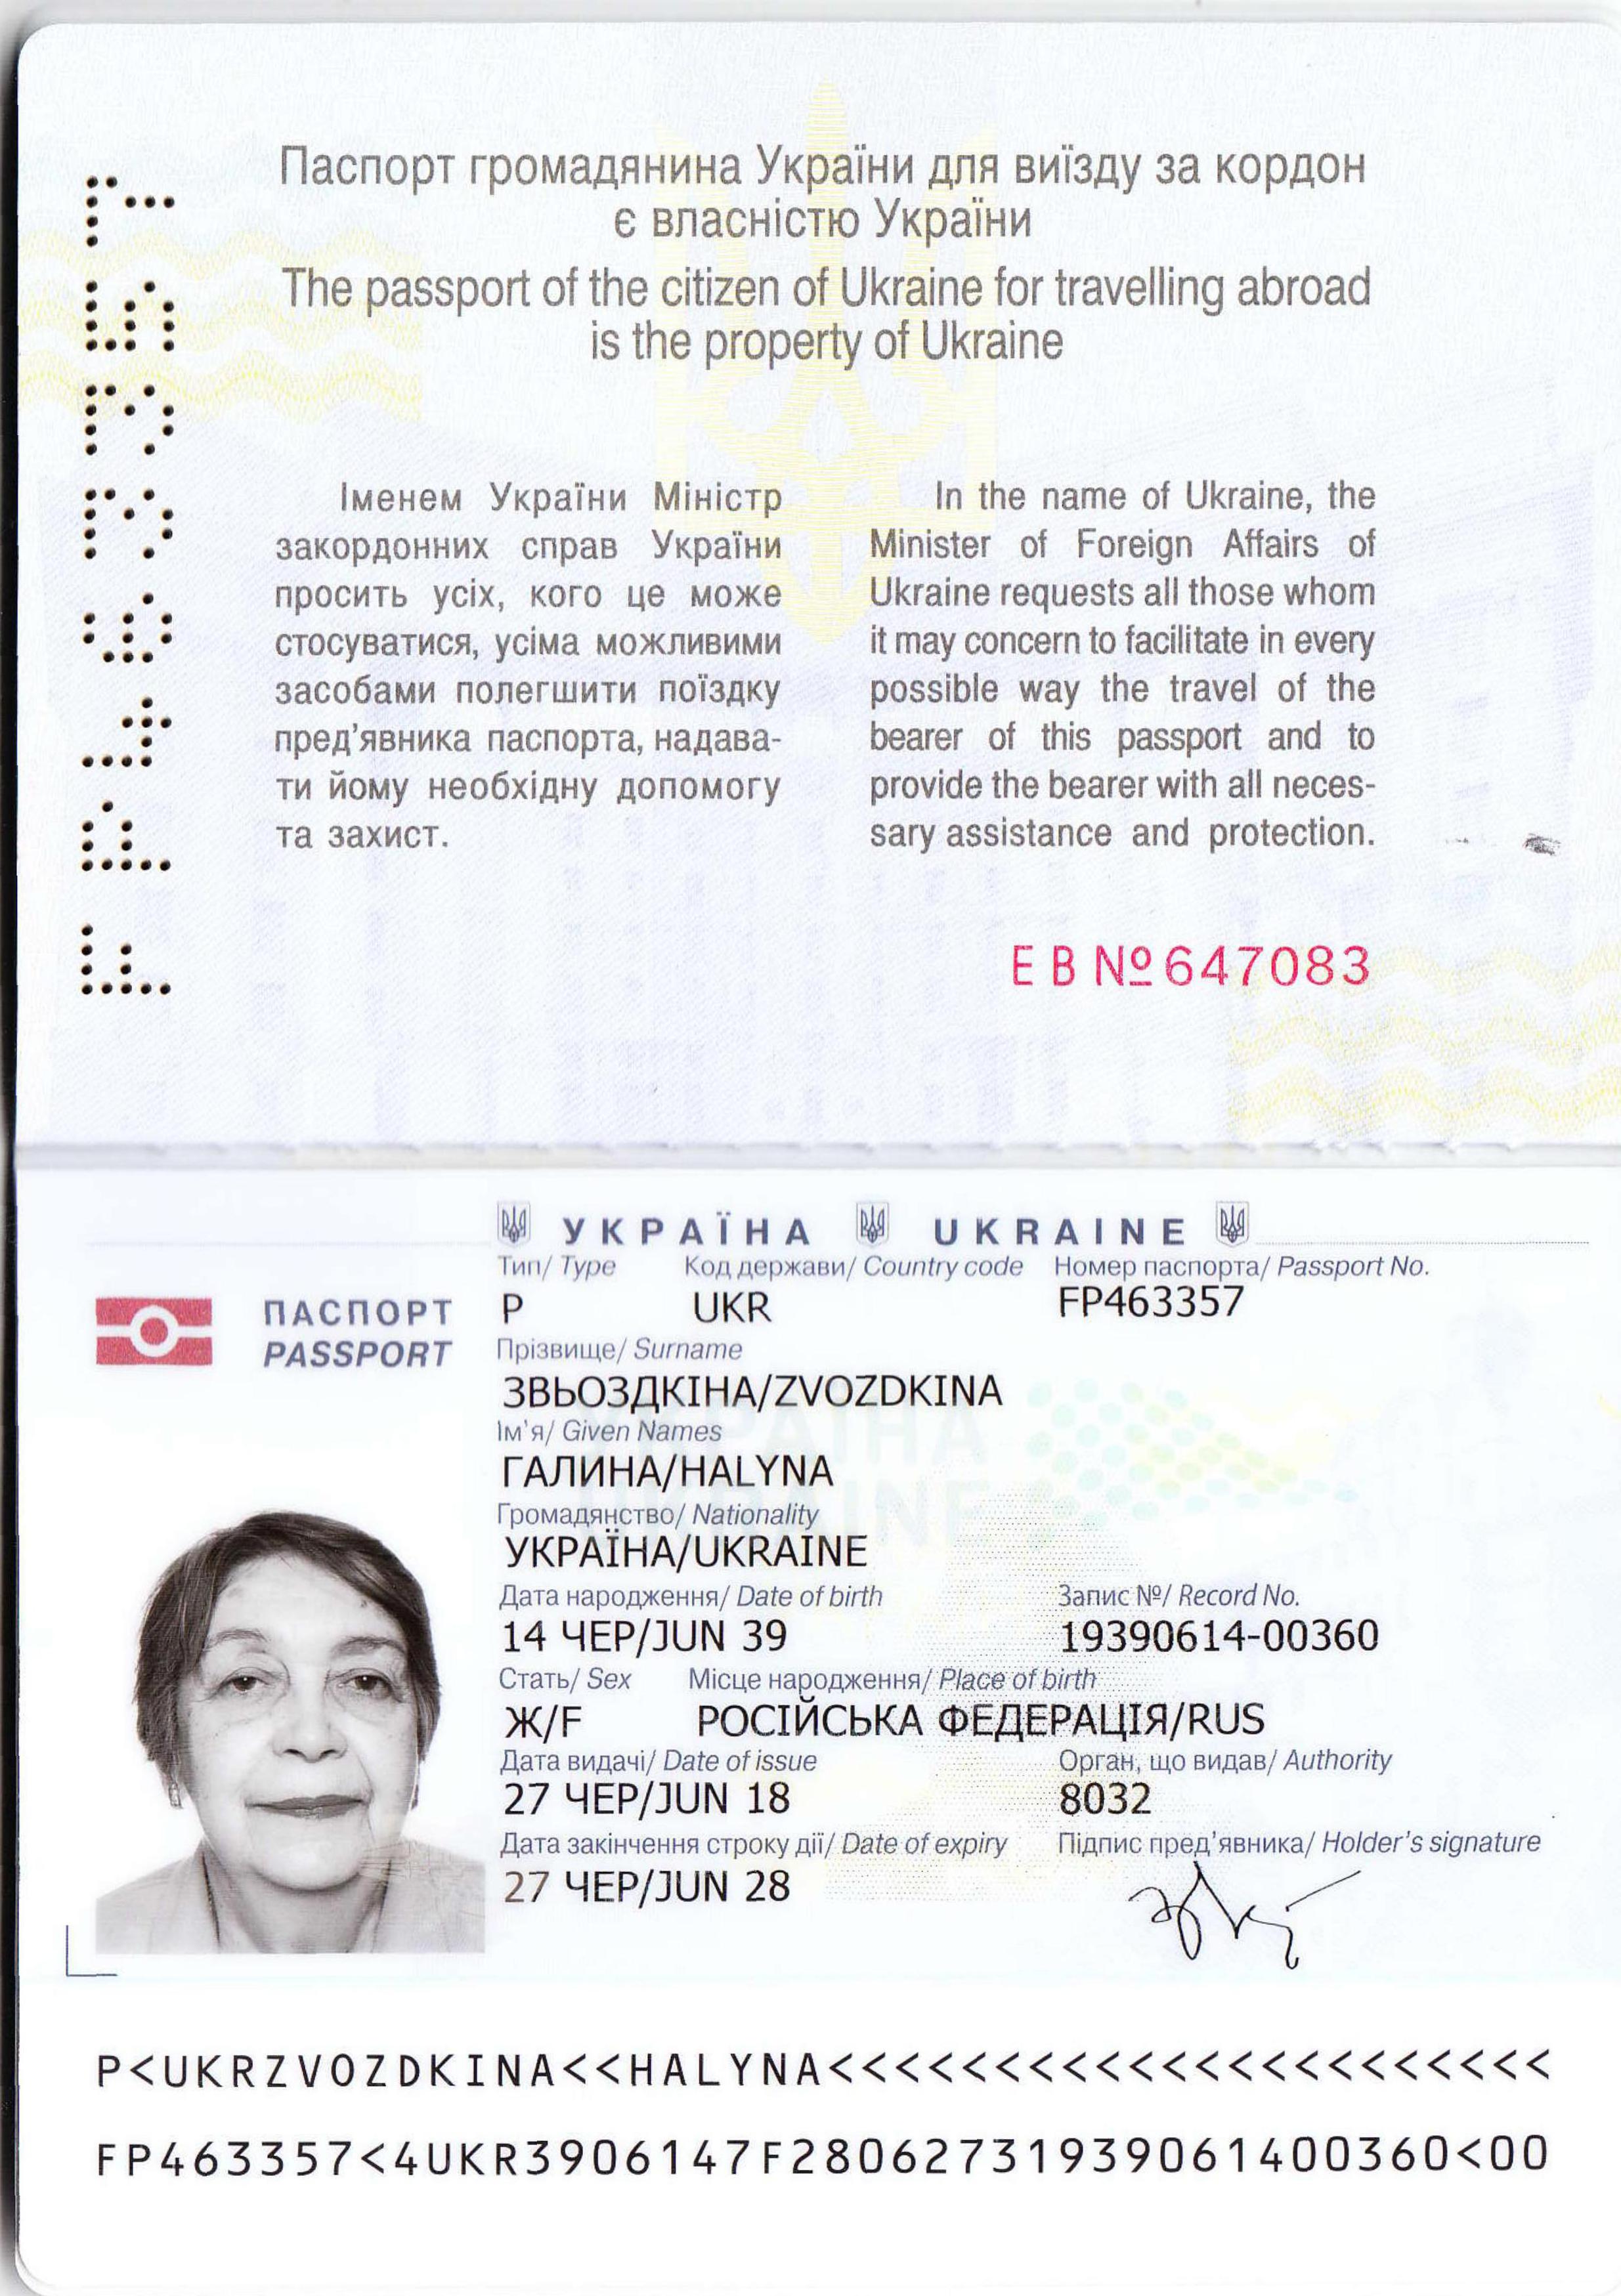 Паспорт громадянина України для виїзду за кордон
є власністю України
The passport of the citizen of Ukraine for travelling abroad
is the property of Ukraine
Іменем України Міністр
закордонних справ України
просить усіх, кого це може
стосуватися, усіма можливими
засобами полегшити поїздку
пред'явника паспорта, надава-
ти йому необхідну допомогу
та захист.
In the name of Ukraine, the
Minister of Foreign Affairs of
Ukraine requests all those whom
it may concern to facilitate in every
possible way the travel of the
bearer of this passport and to
provide the bearer with all neces-
sary assistance and protection.
EB№647083
FP463357
УКРАЇНА UKRAINE
ПАСПОРТ
PASSPORT
Тип/ Type Код держави/ Country code Номер паспорта/ Passport No.
P UKR FP463357
Прізвище/ Surname
ЗВЬОЗДКІНА/ZVOZDKINA
Ім'я/ Given Names
ГАЛИНА/HALYNA
Громадянство/ Nationality
УКРАЇНА/UKRAINE
Дата народження/ Date of birth Запис №/ Record No.
14 ЧЕР/JUN 39 19390614-00360
Стать/ Sex Місце народження/ Place of birth
Ж/F РОСІЙСЬКА ФЕДЕРАЦІЯ/RUS
Дата видачі/ Date of issue Орган, що видав/ Authority
27 ЧЕР/JUN 18 8032
Дата закінчення строку дії/ Date of expiry Підпис пред'явника/ Holder's signature
27 ЧЕР/JUN 28
УКРАЇНА
UKRAINE
P<UKRZVOZDKINA<<HALYNA<<<<<<<<<<<<<<<<<<<<<<
FP463357<4UKR3906147F28062731939061400360<00